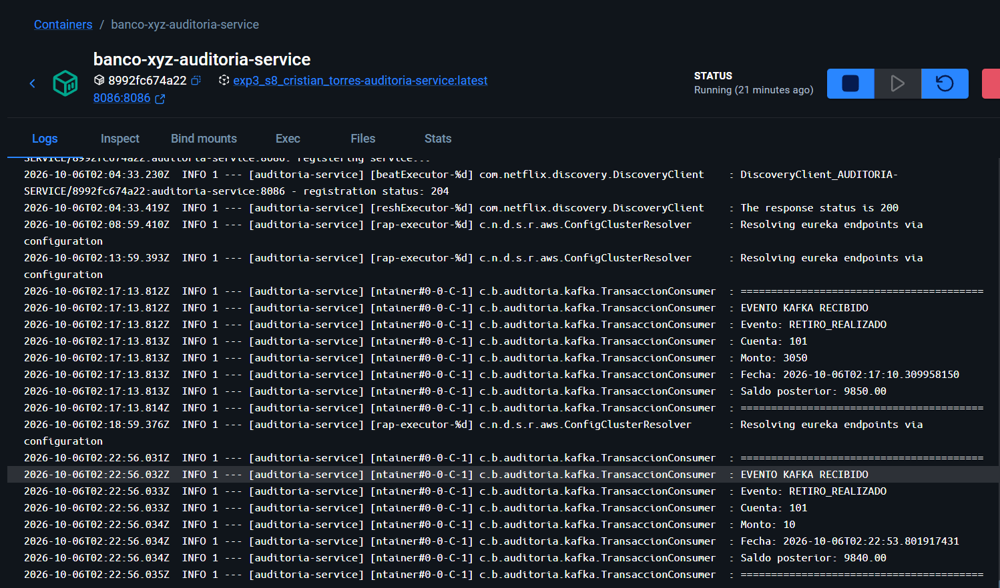 Containers / banco-xyz-auditoria-service
banco-xyz-auditoria-service
8992fc674a22 exp3_s8_cristian_torres-auditoria-service:latest
8086:8086
STATUS
Running (21 minutes ago)
Logs Inspect Bind mounts Exec Files Stats
SERVICE/8992fc674a22:auditoria-service:8086: registering service...
2026-10-06T02:04:33.230Z  INFO 1 --- [auditoria-service] [beatExecutor-%d] com.netflix.discovery.DiscoveryClient    : DiscoveryClient_AUDITORIA-
SERVICE/8992fc674a22:auditoria-service:8086 - registration status: 204
2026-10-06T02:04:33.419Z  INFO 1 --- [auditoria-service] [reshExecutor-%d] com.netflix.discovery.DiscoveryClient    : The response status is 200
2026-10-06T02:08:59.410Z  INFO 1 --- [auditoria-service] [rap-executor-%d] c.n.d.s.r.aws.ConfigClusterResolver      : Resolving eureka endpoints via
configuration
2026-10-06T02:13:59.393Z  INFO 1 --- [auditoria-service] [rap-executor-%d] c.n.d.s.r.aws.ConfigClusterResolver      : Resolving eureka endpoints via
configuration
2026-10-06T02:17:13.812Z  INFO 1 --- [auditoria-service] [ntainer#0-0-C-1] c.b.auditoria.kafka.TransaccionConsumer  : ========================================
2026-10-06T02:17:13.812Z  INFO 1 --- [auditoria-service] [ntainer#0-0-C-1] c.b.auditoria.kafka.TransaccionConsumer  : EVENTO KAFKA RECIBIDO
2026-10-06T02:17:13.812Z  INFO 1 --- [auditoria-service] [ntainer#0-0-C-1] c.b.auditoria.kafka.TransaccionConsumer  : Evento: RETIRO_REALIZADO
2026-10-06T02:17:13.813Z  INFO 1 --- [auditoria-service] [ntainer#0-0-C-1] c.b.auditoria.kafka.TransaccionConsumer  : Cuenta: 101
2026-10-06T02:17:13.813Z  INFO 1 --- [auditoria-service] [ntainer#0-0-C-1] c.b.auditoria.kafka.TransaccionConsumer  : Monto: 3050
2026-10-06T02:17:13.813Z  INFO 1 --- [auditoria-service] [ntainer#0-0-C-1] c.b.auditoria.kafka.TransaccionConsumer  : Fecha: 2026-10-06T02:17:10.309958150
2026-10-06T02:17:13.813Z  INFO 1 --- [auditoria-service] [ntainer#0-0-C-1] c.b.auditoria.kafka.TransaccionConsumer  : Saldo posterior: 9850.00
2026-10-06T02:17:13.814Z  INFO 1 --- [auditoria-service] [ntainer#0-0-C-1] c.b.auditoria.kafka.TransaccionConsumer  : ========================================
2026-10-06T02:18:59.376Z  INFO 1 --- [auditoria-service] [rap-executor-%d] c.n.d.s.r.aws.ConfigClusterResolver      : Resolving eureka endpoints via
configuration
2026-10-06T02:22:56.031Z  INFO 1 --- [auditoria-service] [ntainer#0-0-C-1] c.b.auditoria.kafka.TransaccionConsumer  : ========================================
2026-10-06T02:22:56.032Z  INFO 1 --- [auditoria-service] [ntainer#0-0-C-1] c.b.auditoria.kafka.TransaccionConsumer  : EVENTO KAFKA RECIBIDO
2026-10-06T02:22:56.033Z  INFO 1 --- [auditoria-service] [ntainer#0-0-C-1] c.b.auditoria.kafka.TransaccionConsumer  : Evento: RETIRO_REALIZADO
2026-10-06T02:22:56.033Z  INFO 1 --- [auditoria-service] [ntainer#0-0-C-1] c.b.auditoria.kafka.TransaccionConsumer  : Cuenta: 101
2026-10-06T02:22:56.034Z  INFO 1 --- [auditoria-service] [ntainer#0-0-C-1] c.b.auditoria.kafka.TransaccionConsumer  : Monto: 10
2026-10-06T02:22:56.034Z  INFO 1 --- [auditoria-service] [ntainer#0-0-C-1] c.b.auditoria.kafka.TransaccionConsumer  : Fecha: 2026-10-06T02:22:53.801917431
2026-10-06T02:22:56.034Z  INFO 1 --- [auditoria-service] [ntainer#0-0-C-1] c.b.auditoria.kafka.TransaccionConsumer  : Saldo posterior: 9840.00
2026-10-06T02:22:56.035Z  INFO 1 --- [auditoria-service] [ntainer#0-0-C-1] c.b.auditoria.kafka.TransaccionConsumer  : ========================================